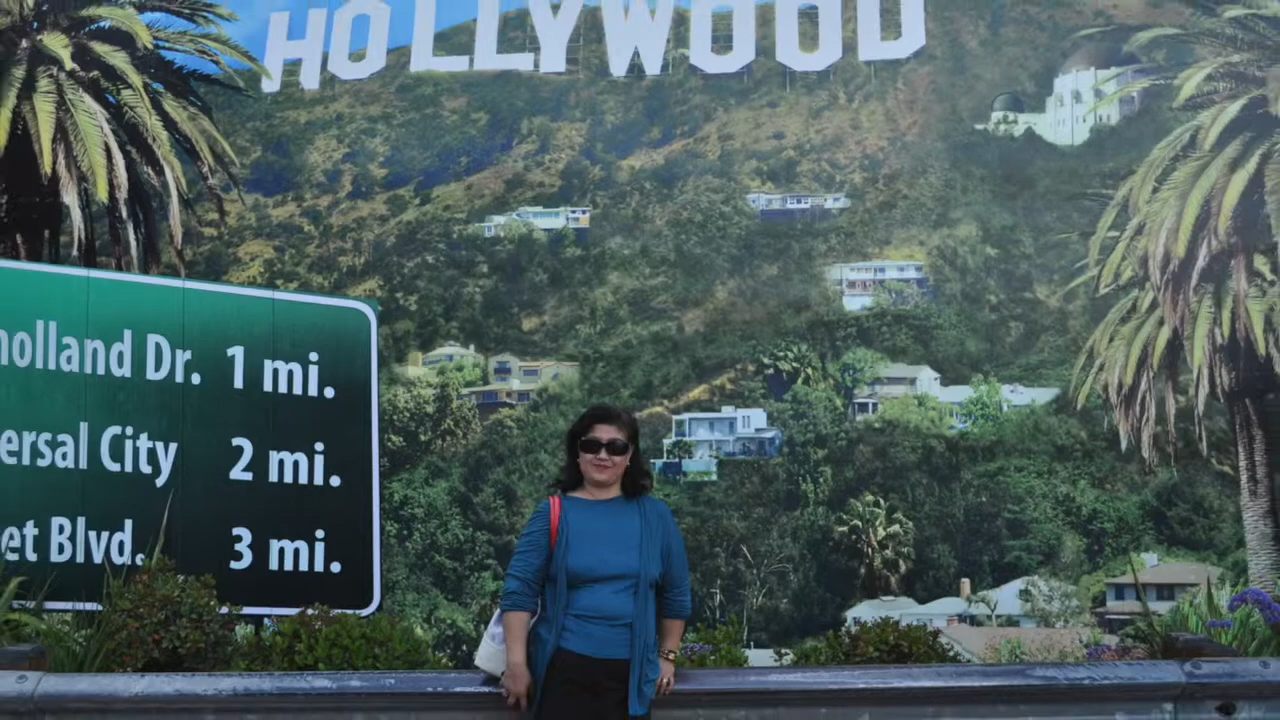 HOLLYWOOD
holland Dr. 1 mi.
ersal City 2 mi.
et Blvd. 3 mi.